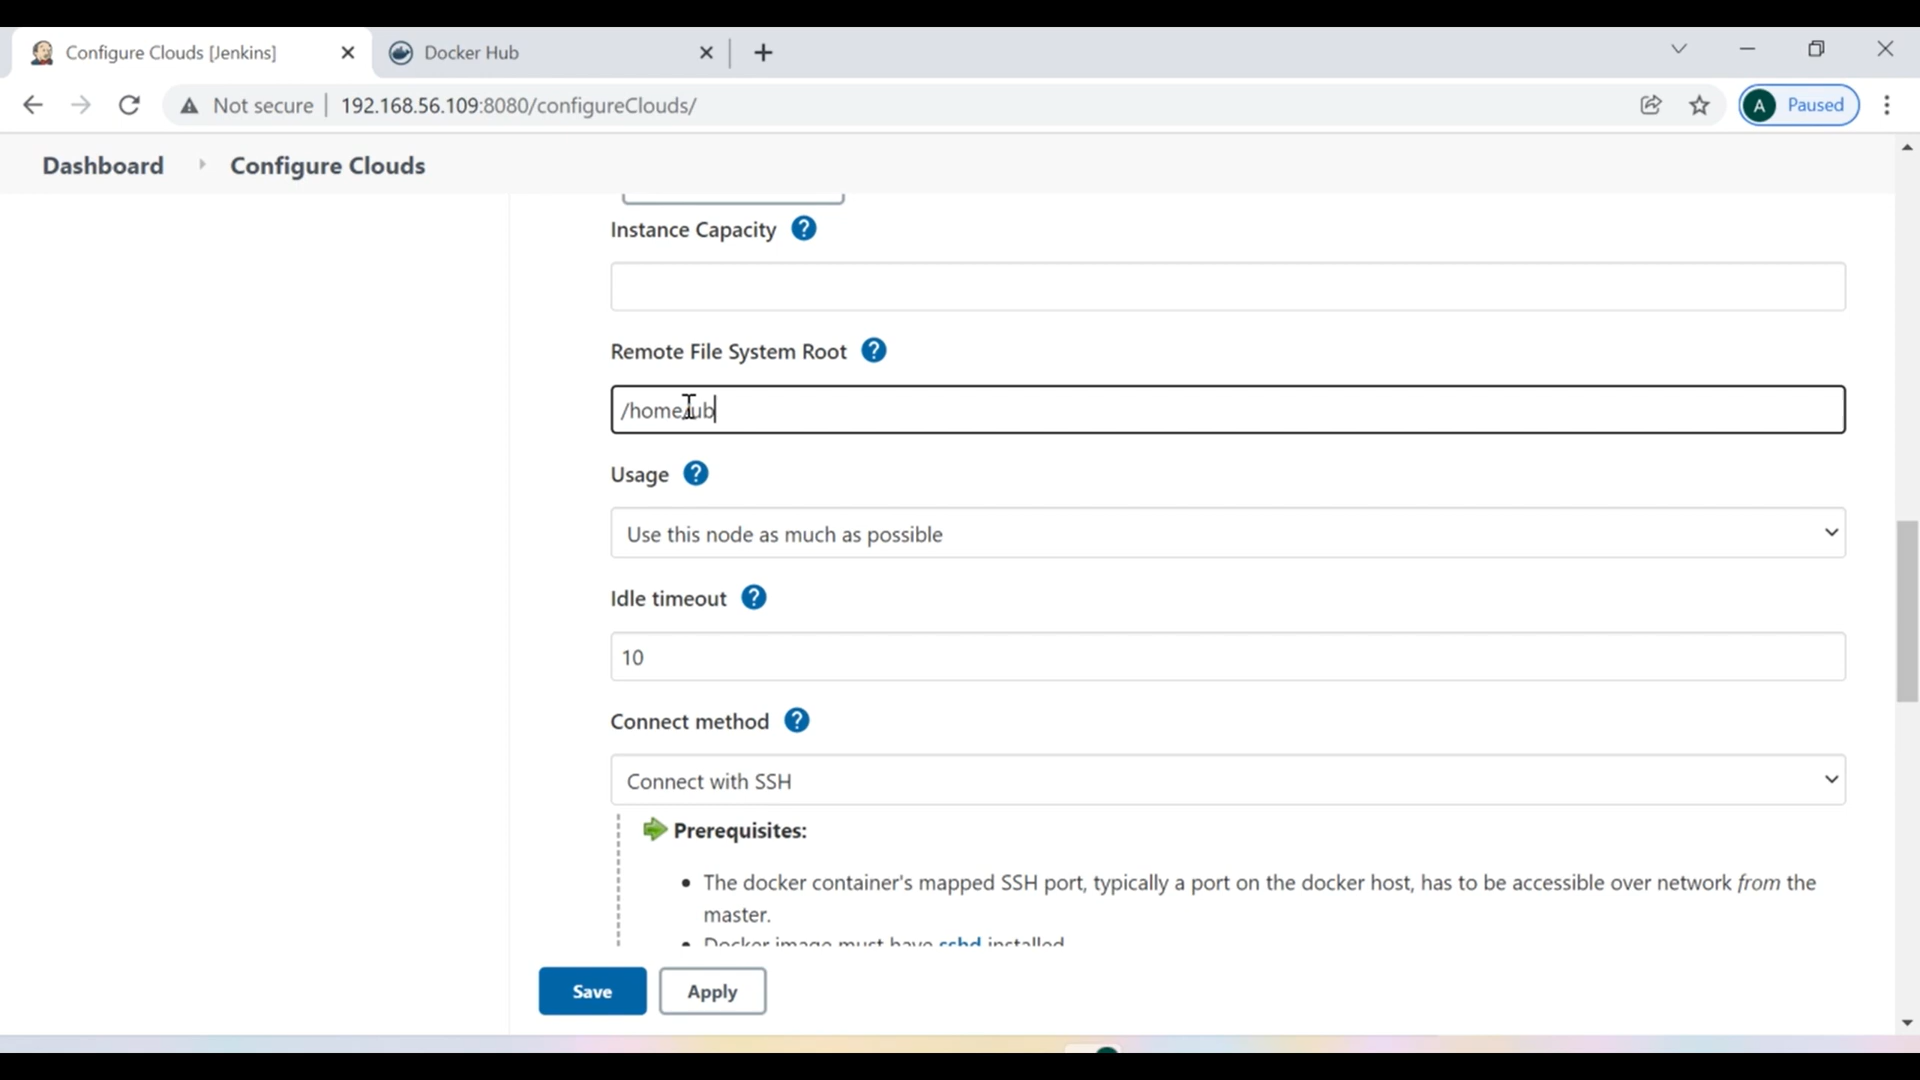 Configure Clouds [Jenkins]
Docker Hub
Not secure
192.168.56.109:8080/configureClouds/
A
Paused
Dashboard
Configure Clouds
Instance Capacity ?
Remote File System Root ?
/home/ub
Usage ?
Use this node as much as possible
Idle timeout ?
10
Connect method ?
Connect with SSH
Prerequisites:
• The docker container's mapped SSH port, typically a port on the docker host, has to be accessible over network from the
master.
• Docker image must have sshd installed
Save
Apply